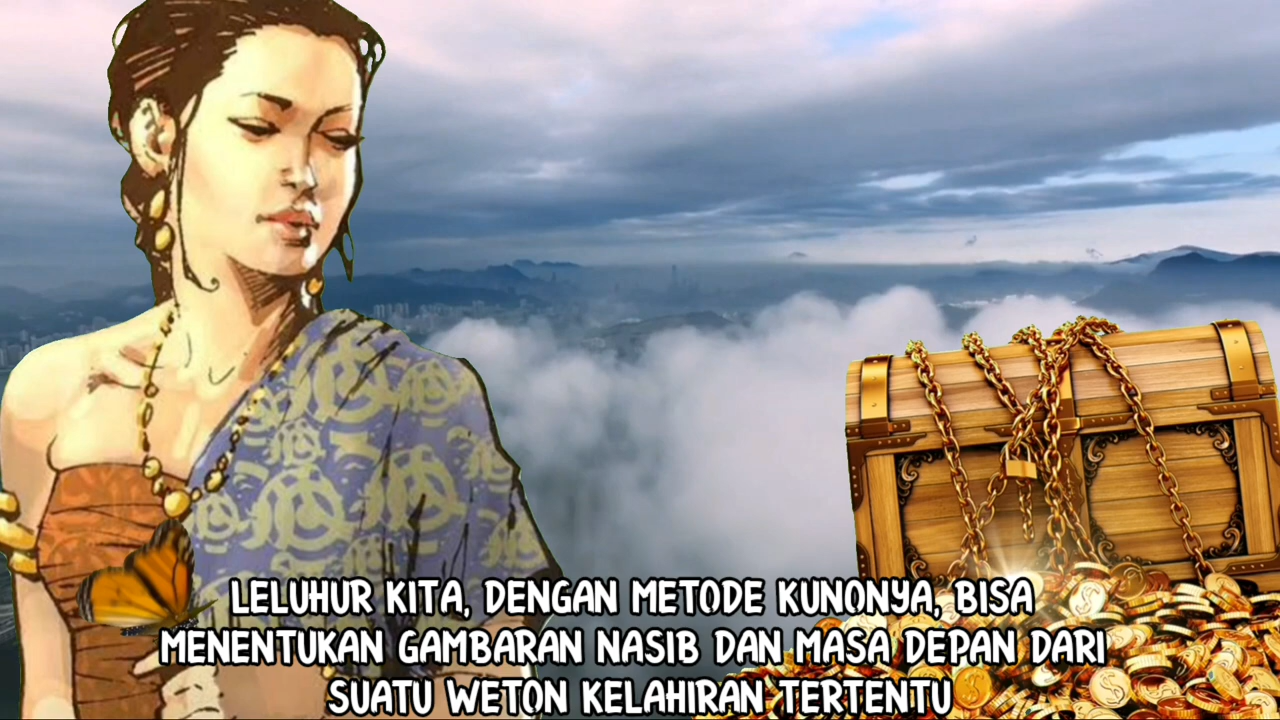 LELUHUR KITA, DENGAN METODE KUNONYA, BISA
MENENTUKAN GAMBARAN NASIB DAN MASA DEPAN DARI
SUATU WETON KELAHIRAN TERTENTU